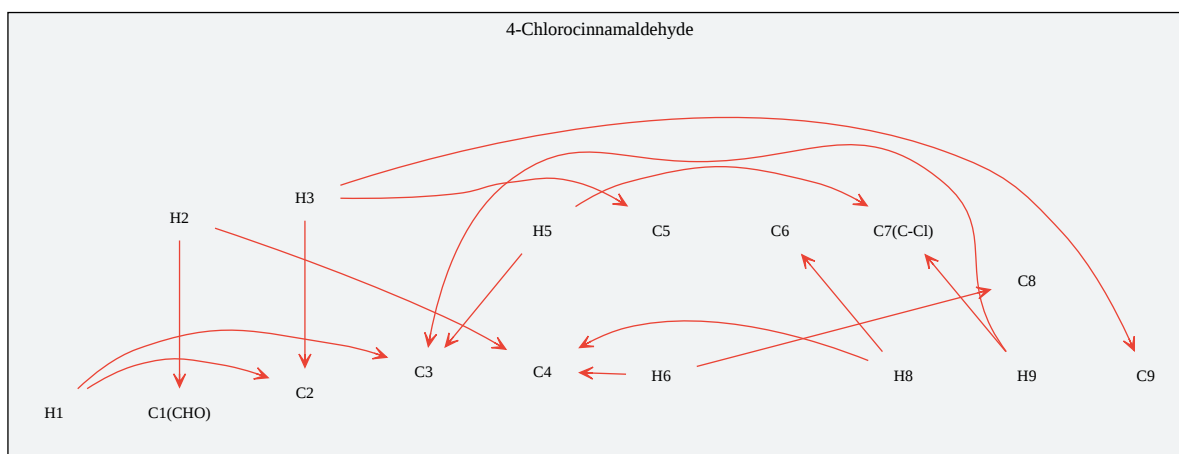 4-Chlorocinnamaldehyde
H3
H2
H5
C5
C6
C7(C-Cl)
C8
C3
C4
H6
H8
H9
C9
C2
H1
C1(CHO)